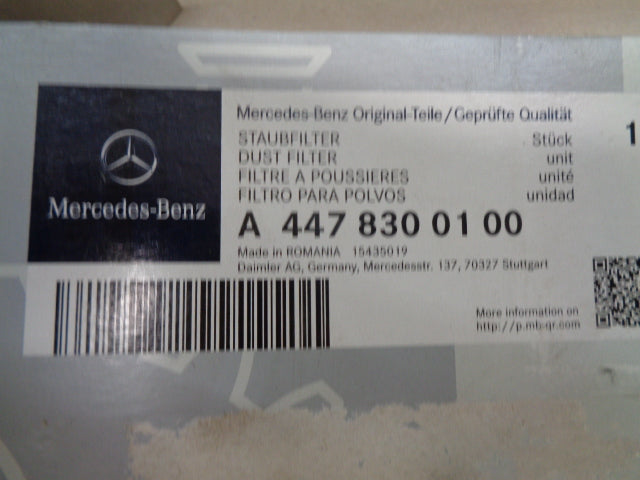 Mercedes-Benz
Mercedes-Benz Original-Teile/Geprüfte Qualität
STAUBFILTER Stück 1
DUST FILTER unit
FILTRE A POUSSIERES unité
FILTRO PARA POLVOS unidad
A 447 830 01 00
Made in ROMANIA 15435019
Daimler AG, Germany, Mercedesstr. 137, 70327 Stuttgart
More information on
http://p.mb-qr.com